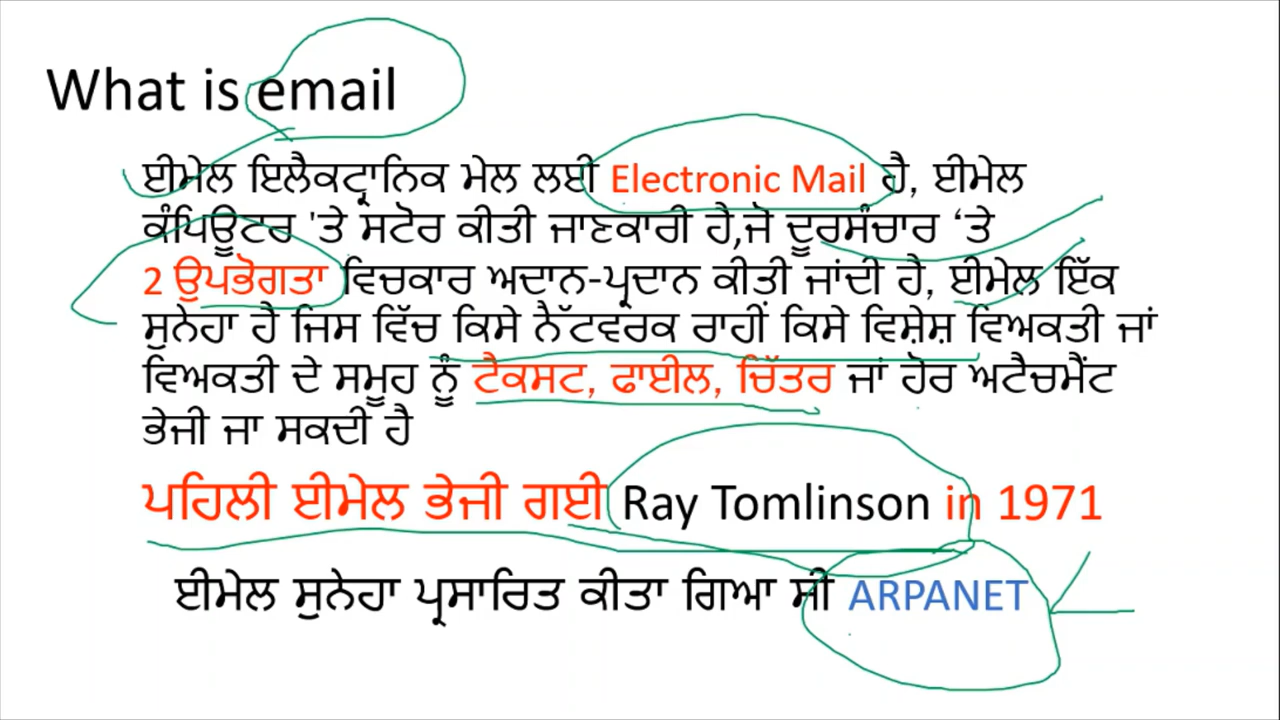 What is email
ਈਮੇਲ ਇਲੈਕਟ੍ਰਾਨਿਕ ਮੇਲ ਲਈ Electronic Mail ਹੈ, ਈਮੇਲ
ਕੰਪਿਊਟਰ 'ਤੇ ਸਟੋਰ ਕੀਤੀ ਜਾਣਕਾਰੀ ਹੈ,ਜੋ ਦੂਰਸੰਚਾਰ ‘ਤੇ
2 ਉਪਭੋਗਤਾ ਵਿਚਕਾਰ ਅਦਾਨ-ਪ੍ਰਦਾਨ ਕੀਤੀ ਜਾਂਦੀ ਹੈ, ਈਮੇਲ ਇੱਕ
ਸੁਨੇਹਾ ਹੈ ਜਿਸ ਵਿੱਚ ਕਿਸੇ ਨੈੱਟਵਰਕ ਰਾਹੀਂ ਕਿਸੇ ਵਿਸ਼ੇਸ਼ ਵਿਅਕਤੀ ਜਾਂ
ਵਿਅਕਤੀ ਦੇ ਸਮੂਹ ਨੂੰ ਟੈਕਸਟ, ਫਾਈਲ, ਚਿੱਤਰ ਜਾਂ ਹੋਰ ਅਟੈਚਮੈਂਟ
ਭੇਜੀ ਜਾ ਸਕਦੀ ਹੈ
ਪਹਿਲੀ ਈਮੇਲ ਭੇਜੀ ਗਈ Ray Tomlinson in 1971
ਈਮੇਲ ਸੁਨੇਹਾ ਪ੍ਰਸਾਰਿਤ ਕੀਤਾ ਗਿਆ ਸੀ ARPANET